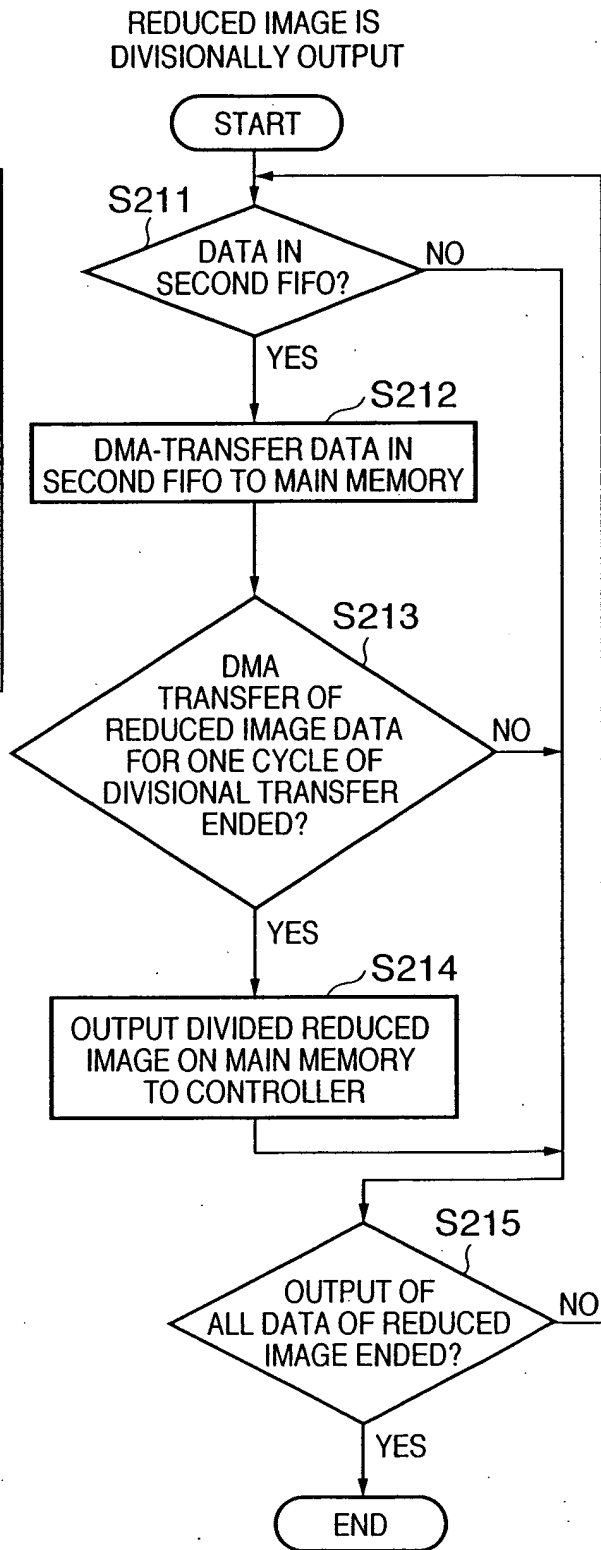 REDUCED IMAGE IS
DIVISIONALLY OUTPUT
START
S211
DATA IN
SECOND FIFO?
NO
YES
S212
DMA-TRANSFER DATA IN
SECOND FIFO TO MAIN MEMORY
S213
DMA
TRANSFER OF
REDUCED IMAGE DATA
FOR ONE CYCLE OF
DIVISIONAL TRANSFER
ENDED?
NO
YES
S214
OUTPUT DIVIDED REDUCED
IMAGE ON MAIN MEMORY
TO CONTROLLER
S215
OUTPUT OF
ALL DATA OF REDUCED
IMAGE ENDED?
NO
YES
END